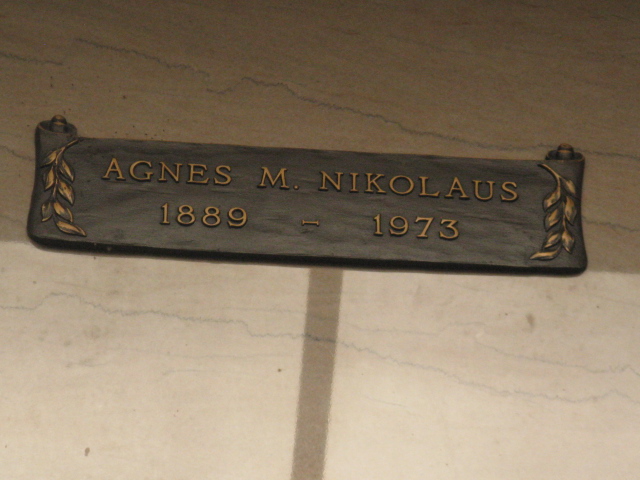 AGNES M. NIKOLAUS
1889 - 1973